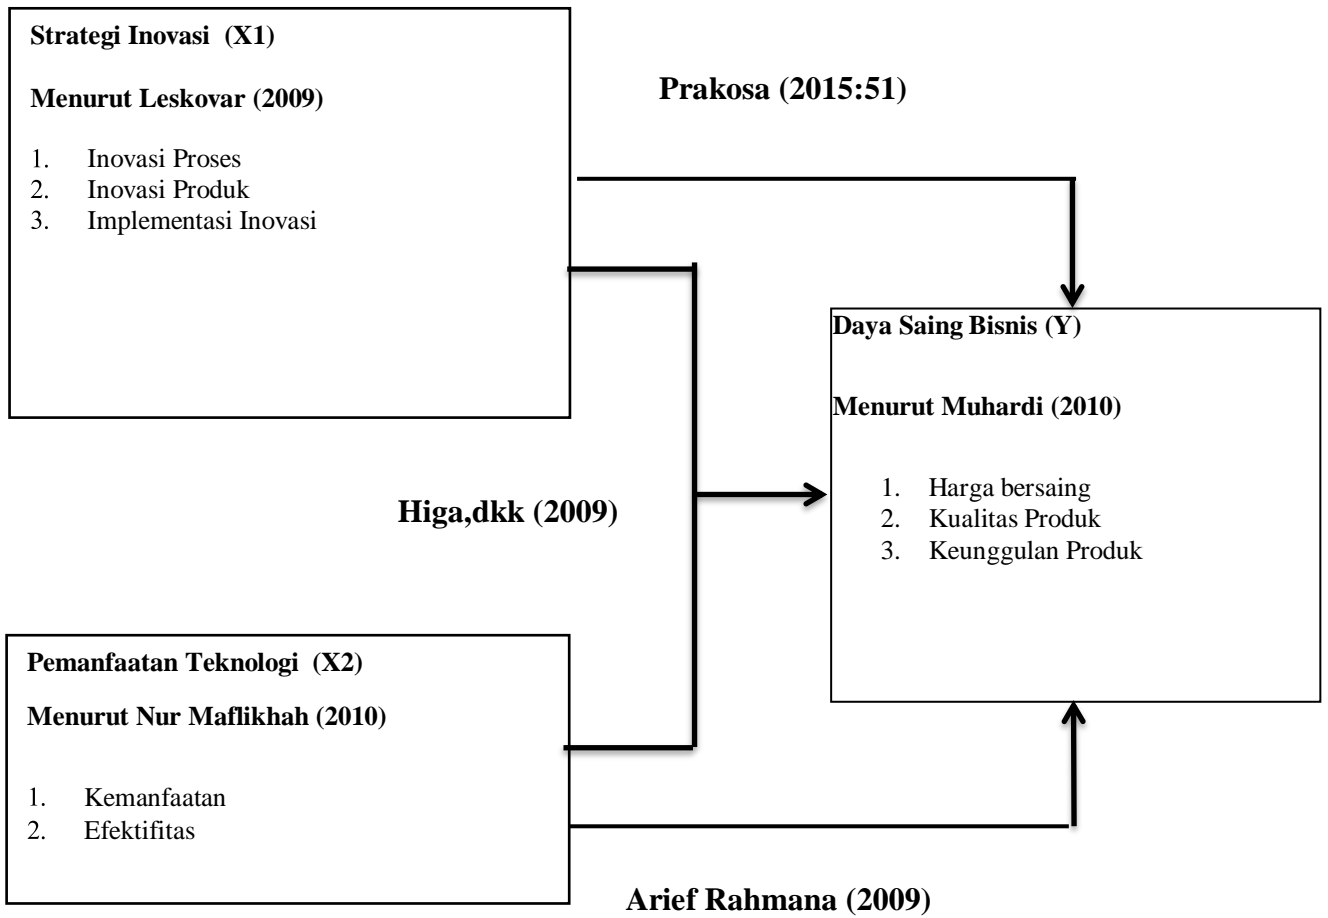 Strategi Inovasi (X1)
Menurut Leskovar (2009)
1. Inovasi Proses
2. Inovasi Produk
3. Implementasi Inovasi
Prakosa (2015:51)
Daya Saing Bisnis (Y)
Menurut Muhardi (2010)
1. Harga bersaing
2. Kualitas Produk
3. Keunggulan Produk
Higa,dkk (2009)
Pemanfaatan Teknologi (X2)
Menurut Nur Maflikhah (2010)
1. Kemanfaatan
2. Efektifitas
Arief Rahmana (2009)